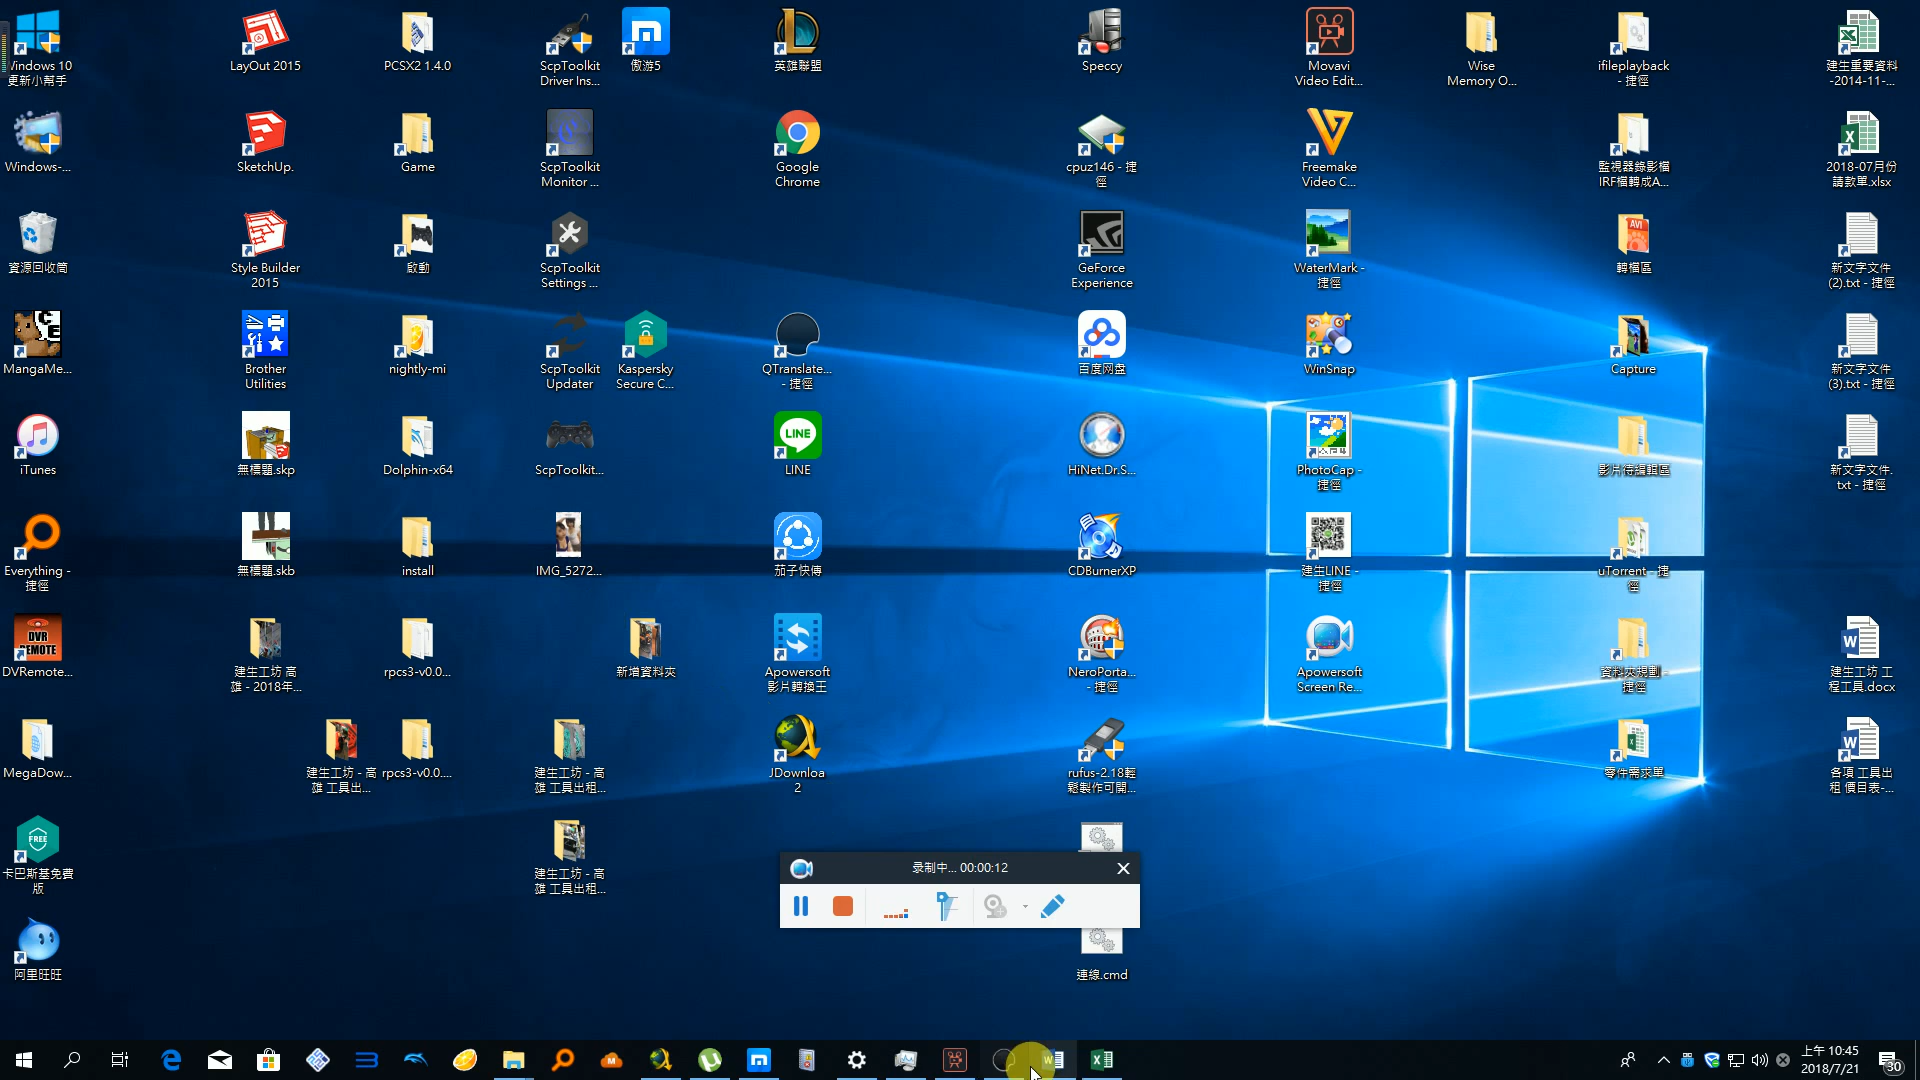 Windows 10
更新小幫手
LayOut 2015
PCSX2 1.4.0
ScpToolkit
Driver Ins...
傲游5
英雄聯盟
Speccy
Movavi
Video Edit...
Wise
Memory O...
ifileplayback
- 捷徑
建生重要資料
-2014-11-...
Windows-...
SketchUp.
Game
ScpToolkit
Monitor ...
Google
Chrome
cpuz146 - 捷
徑
Freemake
Video C...
監視器錄影檔
IRF檔轉成A...
2018-07月份
請款單.xlsx
資源回收筒
Style Builder
2015
啟動
ScpToolkit
Settings ...
GeForce
Experience
WaterMark -
捷徑
AVI
轉檔區
新文字文件
(2).txt - 捷徑
MangaMe...
Brother
Utilities
nightly-mi
ScpToolkit
Updater
Kaspersky
Secure C...
QTranslate...
- 捷徑
百度网盘
WinSnap
Capture
新文字文件
(3).txt - 捷徑
iTunes
無標題.skp
Dolphin-x64
ScpToolkit...
LINE
LINE
HiNet.Dr.S...
PhotoCap -
捷徑
影片待編輯區
新文字文件.
txt - 捷徑
Everything -
捷徑
無標題.skb
install
IMG_5272...
茄子快傳
CDBurnerXP
建生LINE -
捷徑
uTorrent - 捷
徑
DVR
REMOTE
DVRemote...
建生工坊 高
雄 - 2018年...
rpcs3-v0.0...
新增資料夾
Apowersoft
影片轉換王
NeroPorta...
- 捷徑
Apowersoft
Screen Re...
資料夾規劃 -
捷徑
建生工坊 工
程工具.docx
MegaDow...
建生工坊 - 高
雄 工具出...
rpcs3-v0.0....
建生工坊 - 高
雄 工具出租...
JDownloa
2
rufus-2.18輕
鬆製作可開...
零件需求單
各項 工具出
租 價目表-...
FREE
卡巴斯基免費
版
建生工坊 - 高
雄 工具出租...
录制中... 00:00:12
阿里旺旺
連線.cmd
上午 10:45
2018/7/21
30